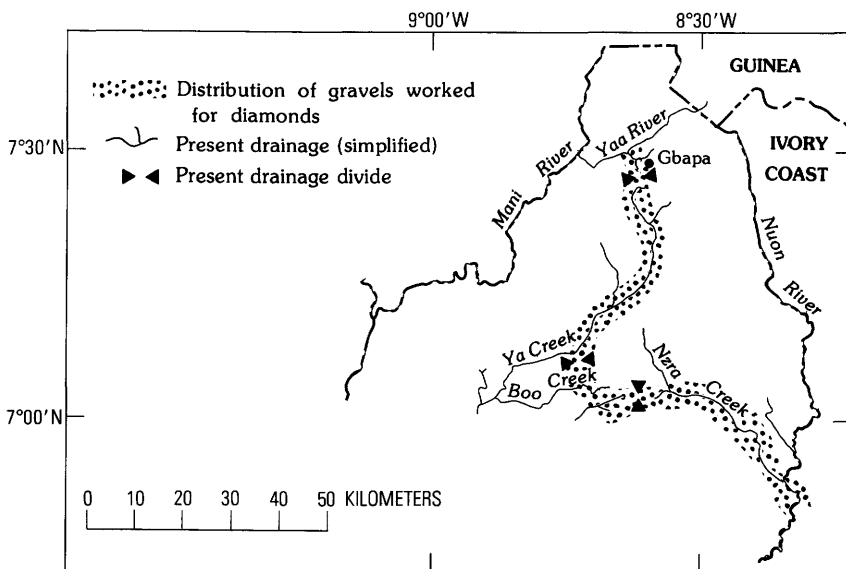 9°00'W
8°30'W
GUINEA
Distribution of gravels worked
for diamonds
Present drainage (simplified)
7°30'N
Present drainage divide
Yaa River
Gbapa
IVORY
COAST
Mani River
Nuon
River
Ya Creek
Boo Creek
Nzra Creek
7°00'N
0 10 20 30 40 50 KILOMETERS